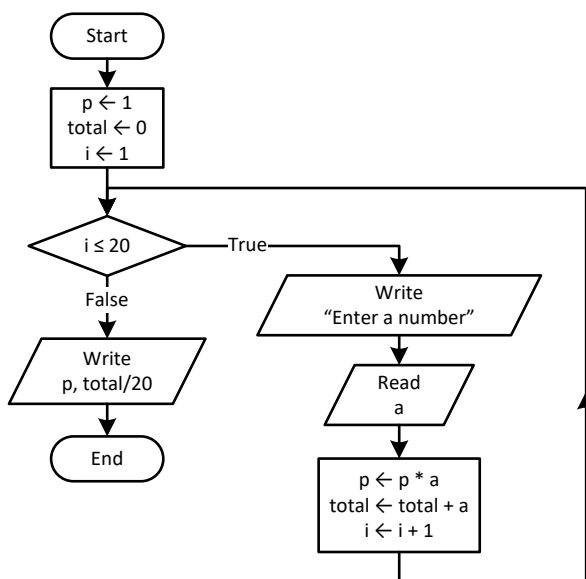 Start
p ← 1
total ← 0
i ← 1
i ≤ 20
True
False
Write
“Enter a number”
Write
p, total/20
Read
a
End
p ← p * a
total ← total + a
i ← i + 1